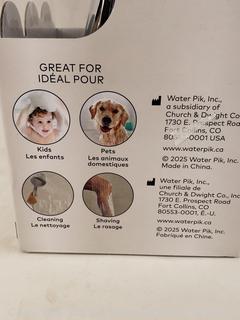 GREAT FOR
IDÉAL POUR
Kids
Les enfants
Pets
Les animaux
domestiques
Cleaning
Le nettoyage
Shaving
Le rasage
Water Pik, Inc.,
a subsidiary of
Church & Dwight Co
1730 E. Prospect Road
Fort Collins, CO
-0001 USA
www.waterpik.ca
© 2025 Water Pik, Inc.
Made in China.
Water Pik, Inc.,
une filiale de
Church & Dwight Co.,
1730 E. Prospect Road
Fort Collins, CO
80553-0001, É.-U.
www.waterpik.ca
© 2025 Water Pik, Inc.
Fabriqué en Chine.